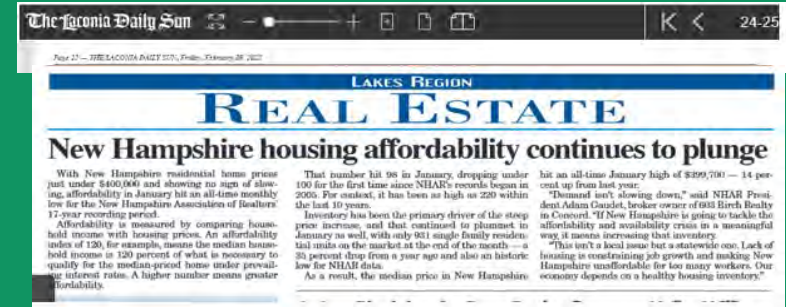 The Laconia Daily Sun
24-25
THE LACONIA DAILY SUN, Friday, February
LAKES REGION
REAL ESTATE
New Hampshire housing affordability continues to plunge
With New Hampshire residential home prices
just under $400,000 and showing no sign of slow-
ing, affordability in January hit an all-time monthly
low for the New Hampshire Association of Realtors'
17-year recording period.
Affordability is measured by comparing house-
hold income with housing prices. An affordability
index of 120, for example, means the median house-
hold income is 120 percent of what is necessary to
qualify for the median-priced home under prevail-
ing interest rates. A higher number means greater
affordability.
That number hit 98 in January, dropping under
100 for the first time since NHAR's records began in
2005. For context, it has been as high as 220 within
the last 10 years.
Inventory has been the primary driver of the steep
price increase, and that continued to plummet in
January as well, with only 931 single family residen-
tial units on the market at the end of the month — a
35 percent drop from a year ago and also an historic
low for NHAR data.
As a result, the median price in New Hampshire
hit an all-time January high of $399,700 — 14 per-
cent up from last year.
"Demand isn't slowing down," said NHAR Presi-
dent Adam Gaudet, broker owner of 603 Birch Realty
in Concord. "If New Hampshire is going to tackle the
affordability and availability crisis in a meaningful
way, it means increasing that inventory.
"This isn't a local issue but a statewide one. Lack of
housing is constraining job growth and making New
Hampshire unaffordable for too many workers. Our
economy depends on a healthy housing inventory."